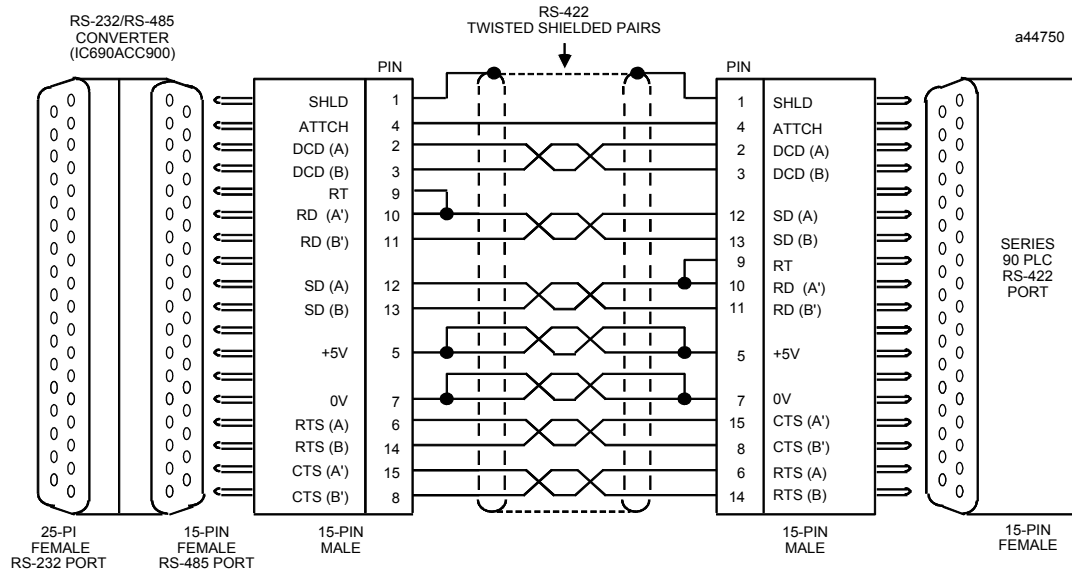 RS-232/RS-485
CONVERTER
(IC690ACC900)
RS-422
TWISTED SHIELDED PAIRS
a44750
PIN
PIN
SHLD 1
ATTCH 4
DCD (A) 2
DCD (B) 3
RT 9
RD (A') 10
RD (B') 11
SD (A) 12
SD (B) 13
+5V 5
0V 7
RTS (A) 6
RTS (B) 14
CTS (A') 15
CTS (B') 8
1 SHLD
4 ATTCH
2 DCD (A)
3 DCD (B)
12 SD (A)
13 SD (B)
9 RT
10 RD (A')
11 RD (B')
5 +5V
7 0V
15 CTS (A')
8 CTS (B')
6 RTS (A)
14 RTS (B)
SERIES
90 PLC
RS-422
PORT
25-PI
FEMALE
RS-232 PORT
15-PIN
FEMALE
RS-485 PORT
15-PIN
MALE
15-PIN
MALE
15-PIN
FEMALE